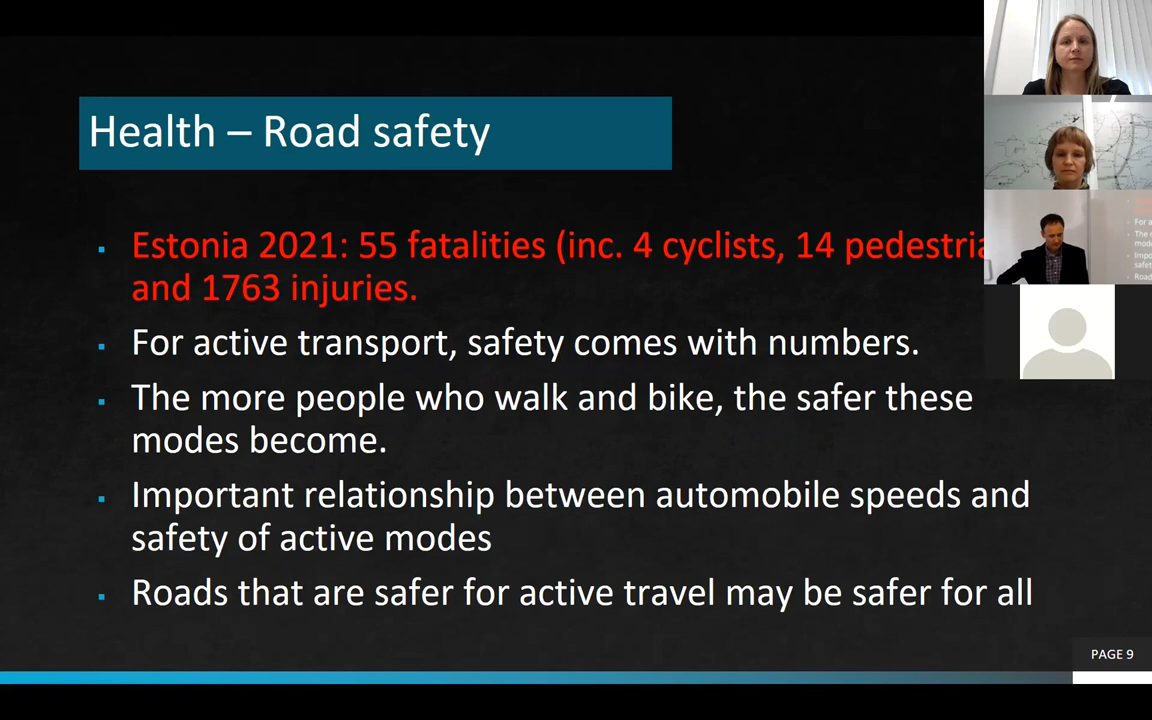 Health – Road safety
Estonia 2021: 55 fatalities (inc. 4 cyclists, 14
and 1763 injuries.
For active transport, safety comes with numbers.
The more people who walk and bike, the safer these
modes become.
Important relationship between automobile speeds and
safety of active modes
Roads that are safer for active travel may be safer for all
PAGE 9